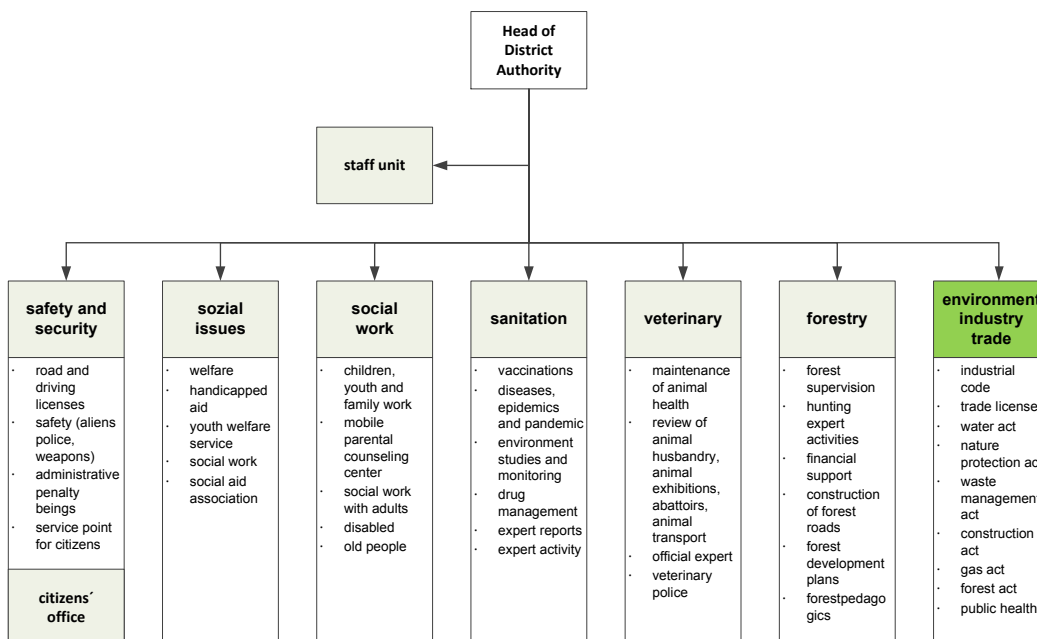 Head of
District
Authority
staff unit
safety and
security
· road and
driving
licenses
· safety (aliens
police,
weapons)
· administrative
penalty
beings
· service point
for citizens
citizens´
office
sozial
issues
· welfare
· handicapped
aid
· youth welfare
service
· social work
· social aid
association
social
work
· children,
youth and
family work
· mobile
parental
counseling
center
· social work
with adults
· disabled
· old people
sanitation
· vaccinations
· diseases,
epidemics
and pandemic
· environment
studies and
monitoring
· drug
management
· expert reports
· expert activity
veterinary
· maintenance
of animal
health
· review of
animal
husbandry,
animal
exhibitions,
abattoirs,
animal
transport
· official expert
· veterinary
police
forestry
· forest
supervision
· hunting
expert
activities
· financial
support
· construction
of forest
roads
· forest
development
plans
· forestpedago
gics
environment
industry
trade
· industrial
code
· trade license
· water act
· nature
protection act
· waste
management
act
· construction
act
· gas act
· forest act
· public health